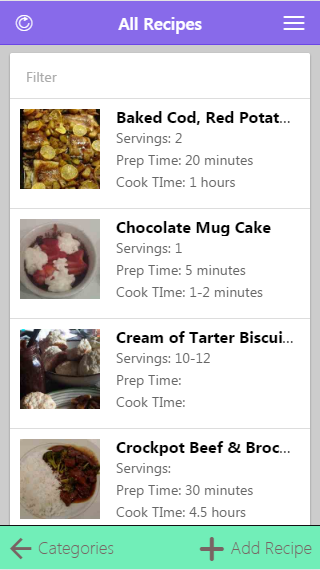 All Recipes
Filter
Baked Cod, Red Potat...
Servings: 2
Prep Time: 20 minutes
Cook TIme: 1 hours
Chocolate Mug Cake
Servings: 1
Prep Time: 5 minutes
Cook TIme: 1-2 minutes
Cream of Tarter Biscui...
Servings: 10-12
Prep Time:
Cook TIme:
Crockpot Beef & Broc...
Servings:
Prep Time: 30 minutes
Cook TIme: 4.5 hours
Categories
Add Recipe